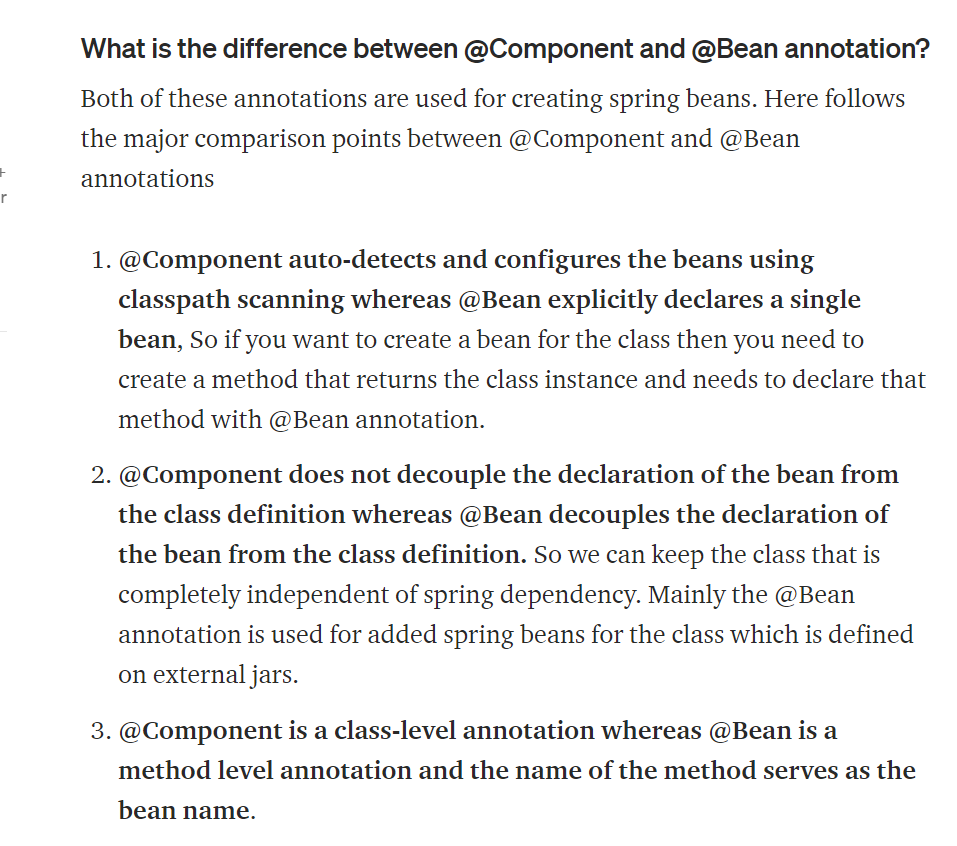 What is the difference between @Component and @Bean annotation?
Both of these annotations are used for creating spring beans. Here follows
the major comparison points between @Component and @Bean
annotations
+
r
1. @Component auto-detects and configures the beans using
classpath scanning whereas @Bean explicitly declares a single
bean, So if you want to create a bean for the class then you need to
create a method that returns the class instance and needs to declare that
method with @Bean annotation.
2. @Component does not decouple the declaration of the bean from
the class definition whereas @Bean decouples the declaration of
the bean from the class definition. So we can keep the class that is
completely independent of spring dependency. Mainly the @Bean
annotation is used for added spring beans for the class which is defined
on external jars.
3. @Component is a class-level annotation whereas @Bean is a
method level annotation and the name of the method serves as the
bean name.